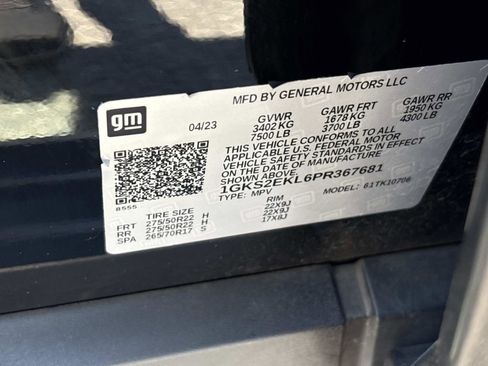 MFD BY GENERAL MOTORS LLC
gm
04/23
GVWR GAWR FRT GAWR RR
3402 KG 1678 KG 1950 KG
7500 LB 3700 LB 4300 LB
THIS VEHICLE CONFORMS TO ALL
APPLICABLE U.S. FEDERAL MOTOR
VEHICLE SAFETY STANDARDS IN EFFECT
ON THE DATE OF MANUFACTURE
SHOWN ABOVE.
1GKS2EKL6PR367681
TYPE: MPV MODEL: 61TK10706
8555
TIRE SIZE RIM
FRT 275/50R22 H 22X9J
RR 275/50R22 H 22X9J
SPA 265/70R17 S 17X8J